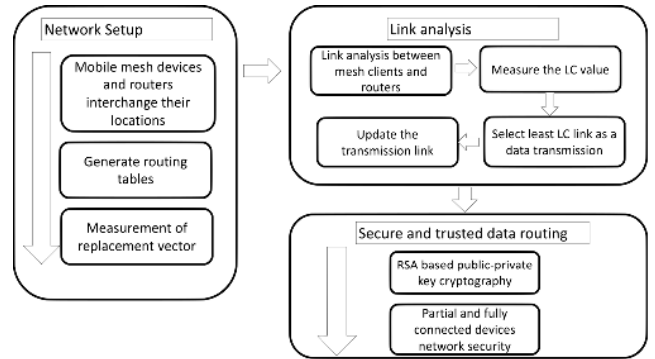 Network Setup
Mobile mesh devices
and routers
interchange their
locations
Generate routing
tables
Measurement of
replacement vector
Link analysis
Link analysis between
mesh clients and
routers
Measure the LC value
Select least LC link as a
data transmission
Update the
transmission link
Secure and trusted data routing
RSA based public-private
key cryptography
Partial and fully
connected devices
network security